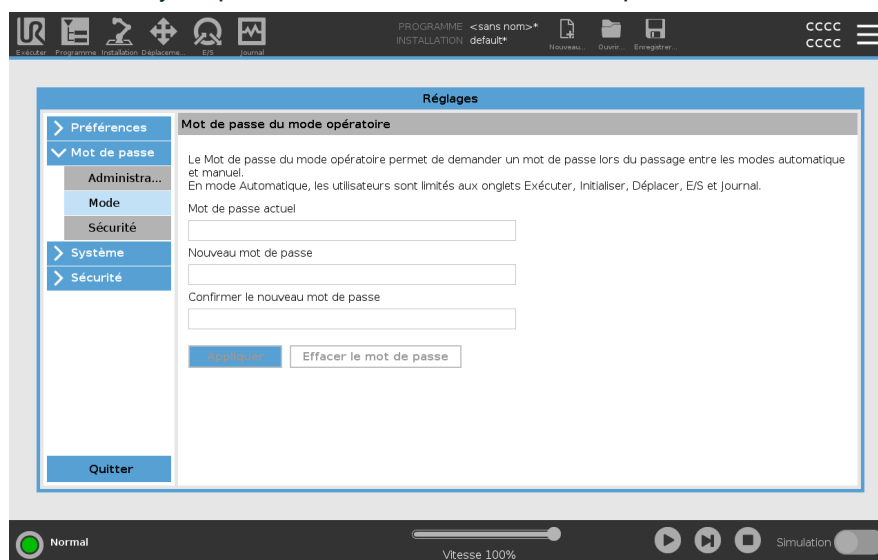 PROGRAMME <sans nom>*
INSTALLATION default*
Exécuter Programme Installation Déplaceme... E/S Journal
Nouveau... Ouvrir... Enregistrer...
cccc
cccc
Réglages
Préférences
Mot de passe
Administra...
Mode
Sécurité
Système
Sécurité
Quitter
Mot de passe du mode opératoire
Le Mot de passe du mode opératoire permet de demander un mot de passe lors du passage entre les modes automatique
et manuel.
En mode Automatique, les utilisateurs sont limités aux onglets Exécuter, Initialiser, Déplacer, E/S et Journal.
Mot de passe actuel
Nouveau mot de passe
Confirmer le nouveau mot de passe
Appliquer Effacer le mot de passe
Normal
Vitesse 100%
Simulation